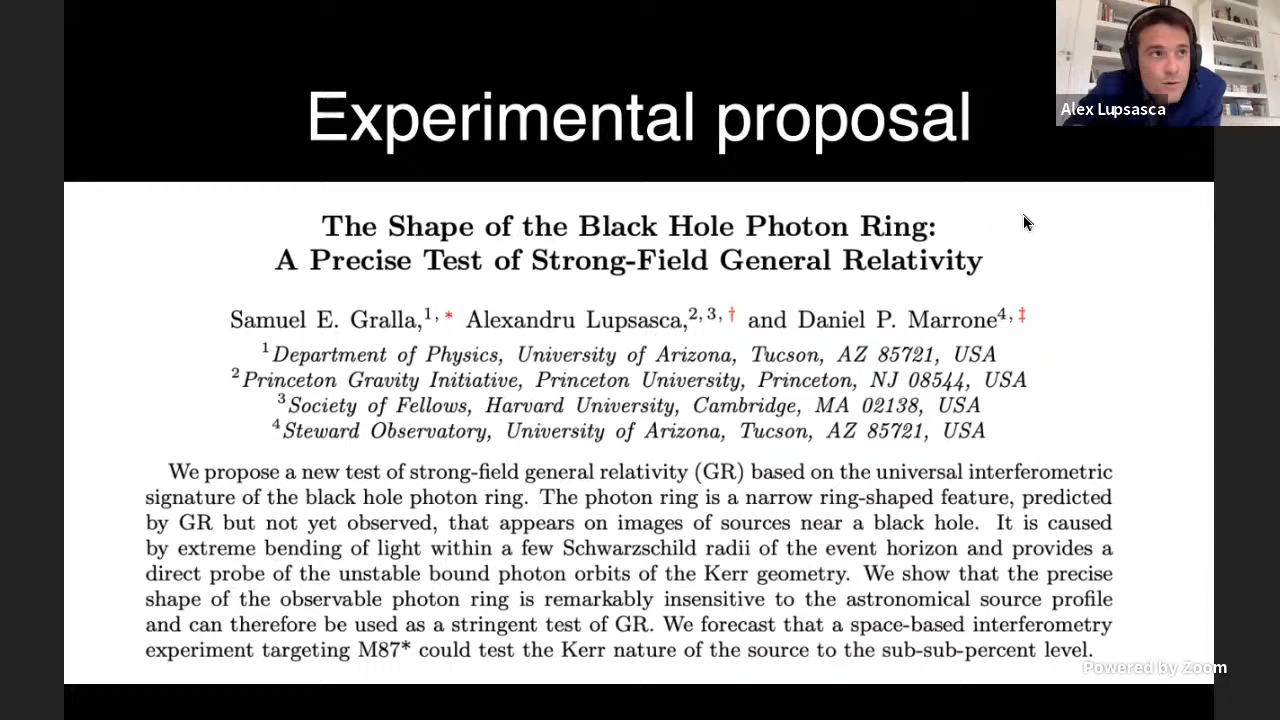 Experimental proposal
Alex Lupsasca
The Shape of the Black Hole Photon Ring:
A Precise Test of Strong-Field General Relativity
Samuel E. Gralla,1, * Alexandru Lupsasca,2, 3, † and Daniel P. Marrone4, ‡
1Department of Physics, University of Arizona, Tucson, AZ 85721, USA
2Princeton Gravity Initiative, Princeton University, Princeton, NJ 08544, USA
3Society of Fellows, Harvard University, Cambridge, MA 02138, USA
4Steward Observatory, University of Arizona, Tucson, AZ 85721, USA
We propose a new test of strong-field general relativity (GR) based on the universal interferometric
signature of the black hole photon ring. The photon ring is a narrow ring-shaped feature, predicted
by GR but not yet observed, that appears on images of sources near a black hole. It is caused
by extreme bending of light within a few Schwarzschild radii of the event horizon and provides a
direct probe of the unstable bound photon orbits of the Kerr geometry. We show that the precise
shape of the observable photon ring is remarkably insensitive to the astronomical source profile
and can therefore be used as a stringent test of GR. We forecast that a space-based interferometry
experiment targeting M87* could test the Kerr nature of the source to the sub-sub-percent level.
Powered by Zoom